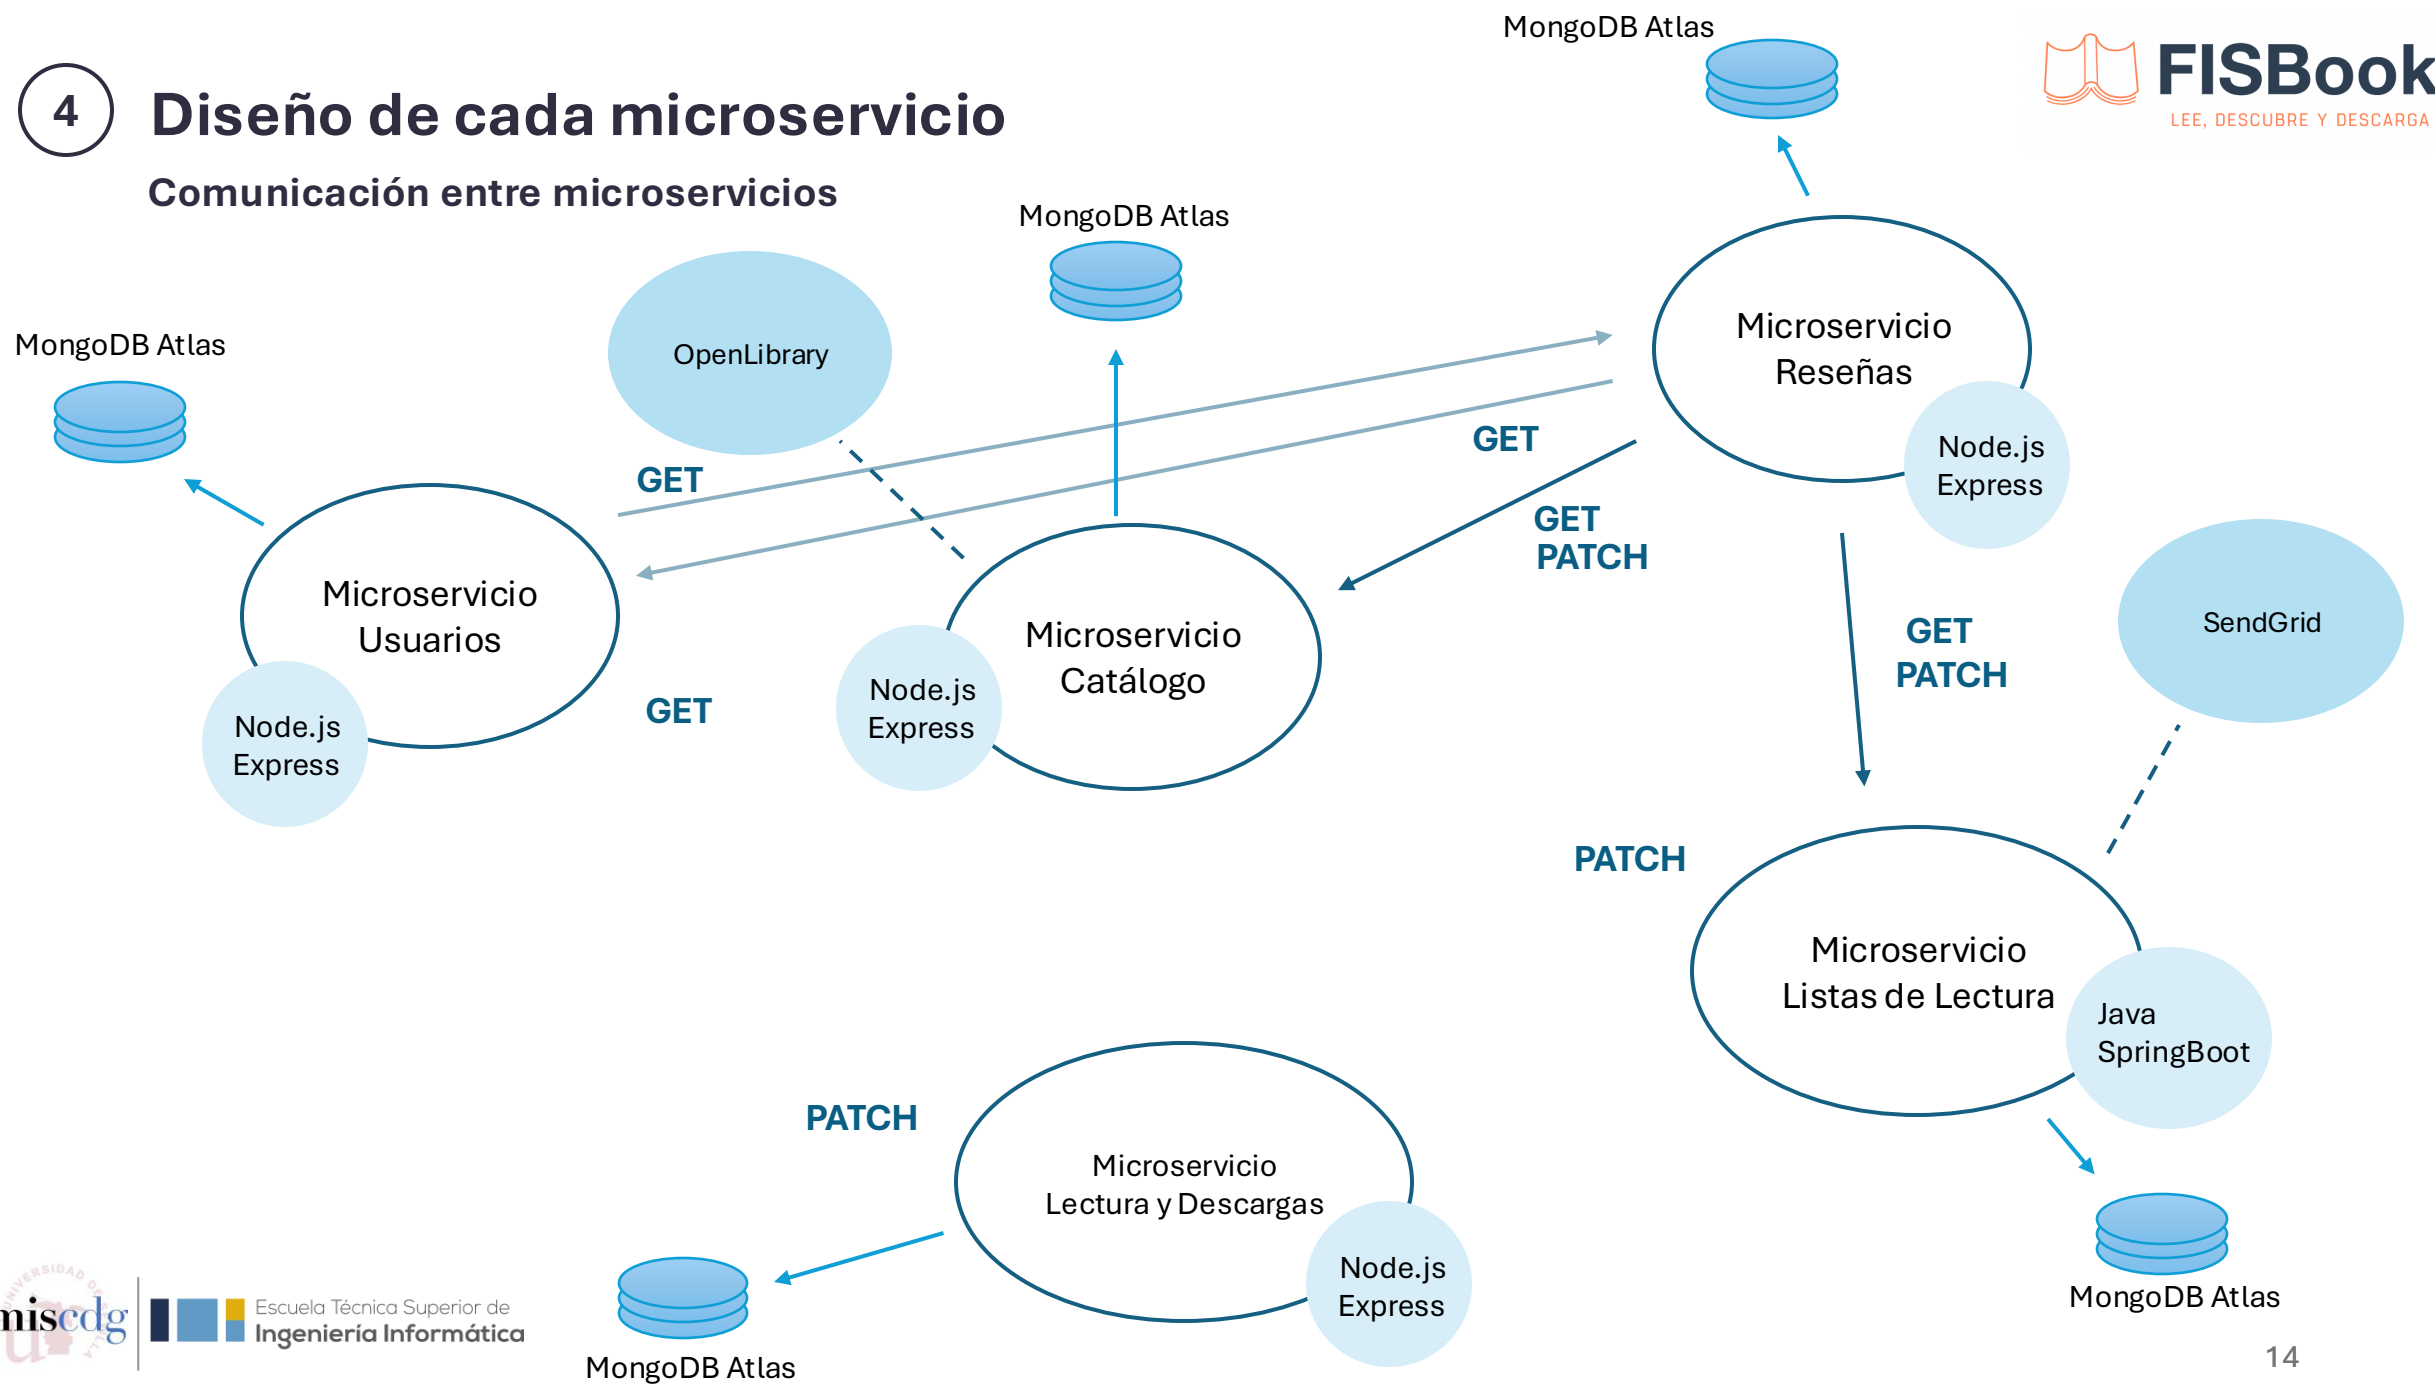 MongoDB Atlas
FISBook
LEE, DESCUBRE Y DESCARGA
4
Diseño de cada microservicio
Comunicación entre microservicios
MongoDB Atlas
MongoDB Atlas
OpenLibrary
Microservicio
Reseñas
Node.js
Express
GET
GET
GET
PATCH
Microservicio
Usuarios
Node.js
Express
GET
Microservicio
Catálogo
Node.js
Express
GET
PATCH
SendGrid
PATCH
Microservicio
Listas de Lectura
Java
SpringBoot
MongoDB Atlas
PATCH
Microservicio
Lectura y Descargas
Node.js
Express
MongoDB Atlas
Escuela Técnica Superior de
Ingeniería Informática
14